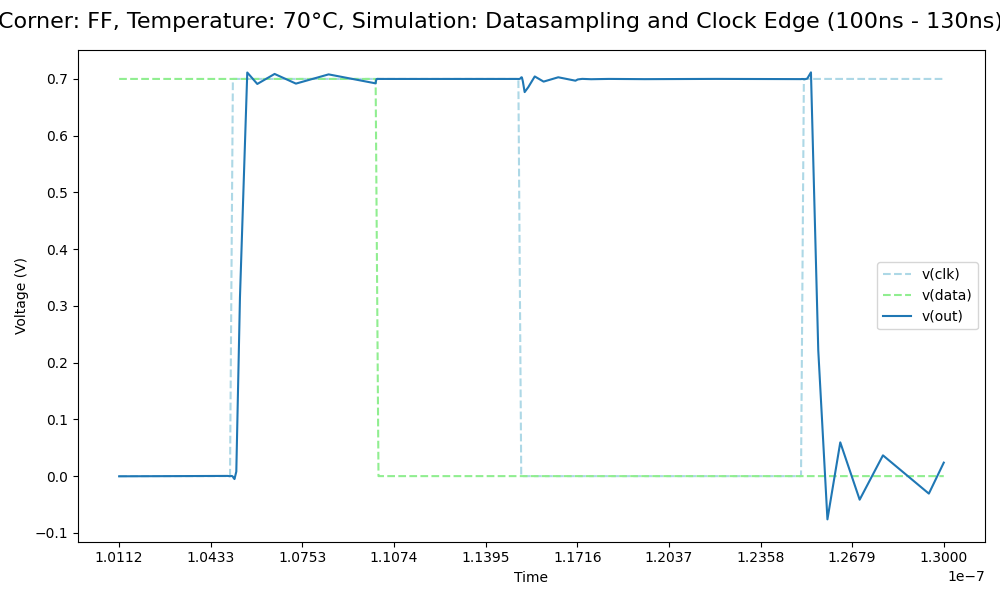 Corner: FF, Temperature: 70°C, Simulation: Datasampling and Clock Edge (100ns - 130ns)
0.7
0.6
0.5
0.4
0.3
0.2
0.1
0.0
−0.1
Voltage (V)
v(clk)
v(data)
v(out)
1.0112 1.0433 1.0753 1.1074 1.1395 1.1716 1.2037 1.2358 1.2679 1.3000
1e−7
Time